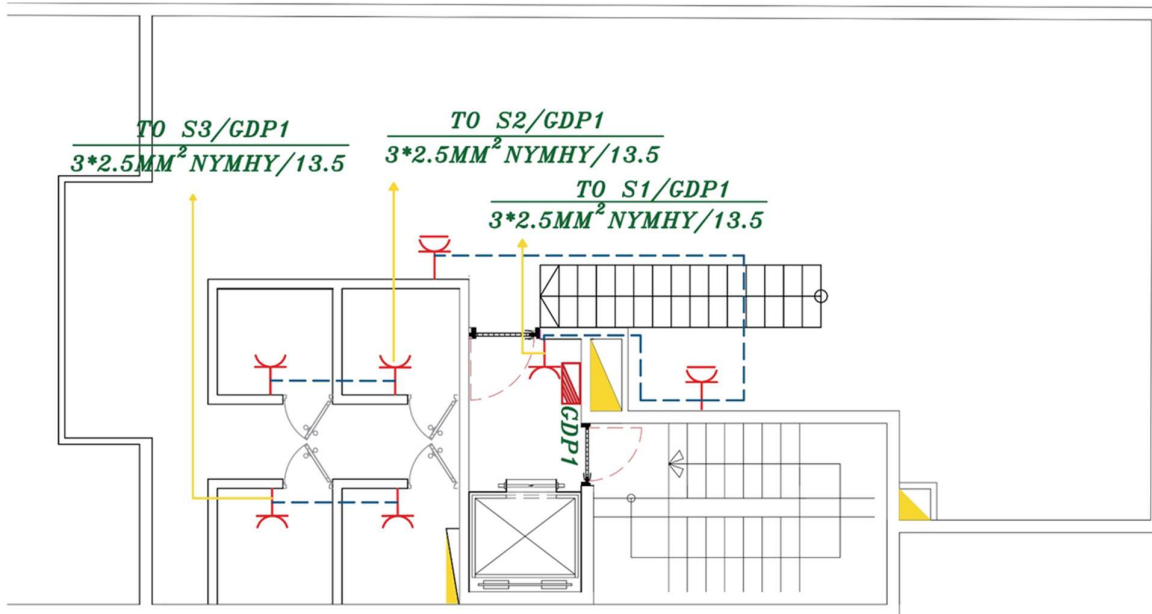 TO S3/GDP1
3*2.5MM² NYMHY/13.5
TO S2/GDP1
3*2.5MM² NYMHY/13.5
TO S1/GDP1
3*2.5MM² NYMHY/13.5
GDP1